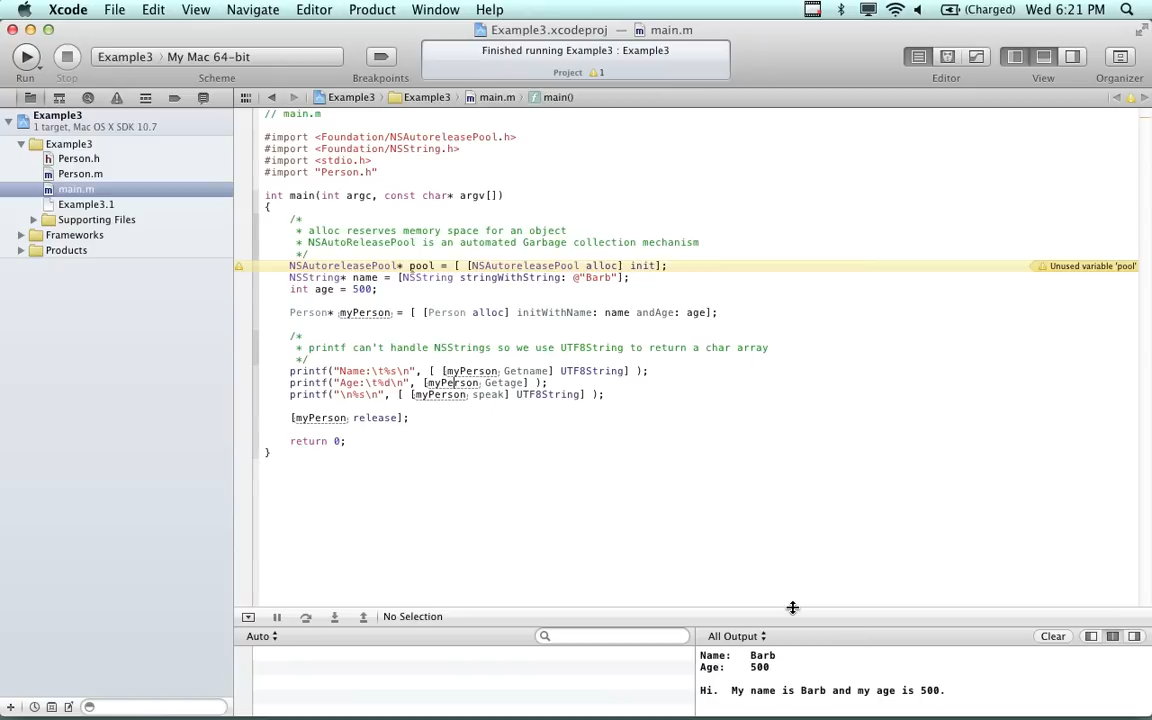 Xcode File Edit View Navigate Editor Product Window Help (Charged) Wed 6:21 PM
Example3.xcodeproj — main.m
Example3 My Mac 64-bit
Finished running Example3 : Example3
Project 1
Run Stop Scheme Breakpoints Editor View Organizer
Example3 Example3 main.m main()
Example3
1 target, Mac OS X SDK 10.7
Example3
Person.h
Person.m
main.m
Example3.1
Supporting Files
Frameworks
Products
// main.m
#import <Foundation/NSAutoreleasePool.h>
#import <Foundation/NSString.h>
#import <stdio.h>
#import "Person.h"
int main(int argc, const char* argv[])
{
/*
* alloc reserves memory space for an object
* NSAutoReleasePool is an automated Garbage collection mechanism
*/
NSAutoreleasePool* pool = [ [NSAutoreleasePool alloc] init]; Unused variable 'pool'
NSString* name = [NSString stringWithString: @"Barb"];
int age = 500;
Person* myPerson = [ [Person alloc] initWithName: name andAge: age];
/*
* printf can't handle NSStrings so we use UTF8String to return a char array
*/
printf("Name:\t%s\n", [ [myPerson Getname] UTF8String] );
printf("Age:\t%d\n", [myPerson Getage] );
printf("\n%s\n", [ [myPerson speak] UTF8String] );
[myPerson release];
return 0;
}
No Selection
Auto All Output Clear
Name: Barb
Age: 500
Hi. My name is Barb and my age is 500.